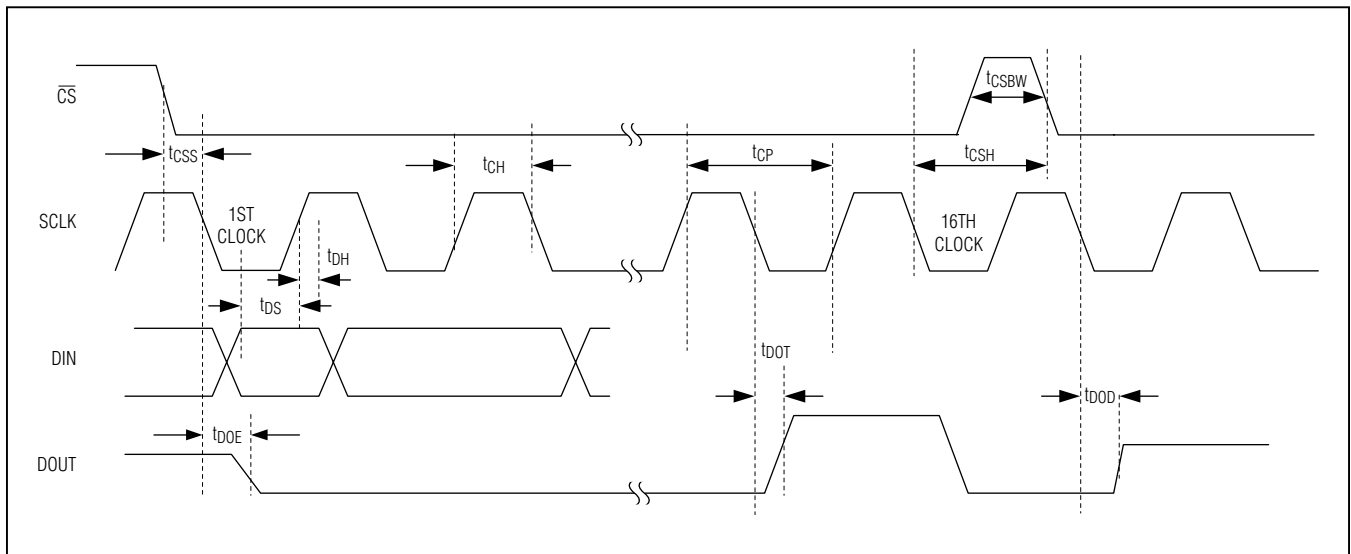 CS
tCSBW
tCSS
tCH
tCP
tCSH
SCLK
1ST
CLOCK
16TH
CLOCK
tDH
tDS
DIN
tDOT
tDOD
tDOE
DOUT